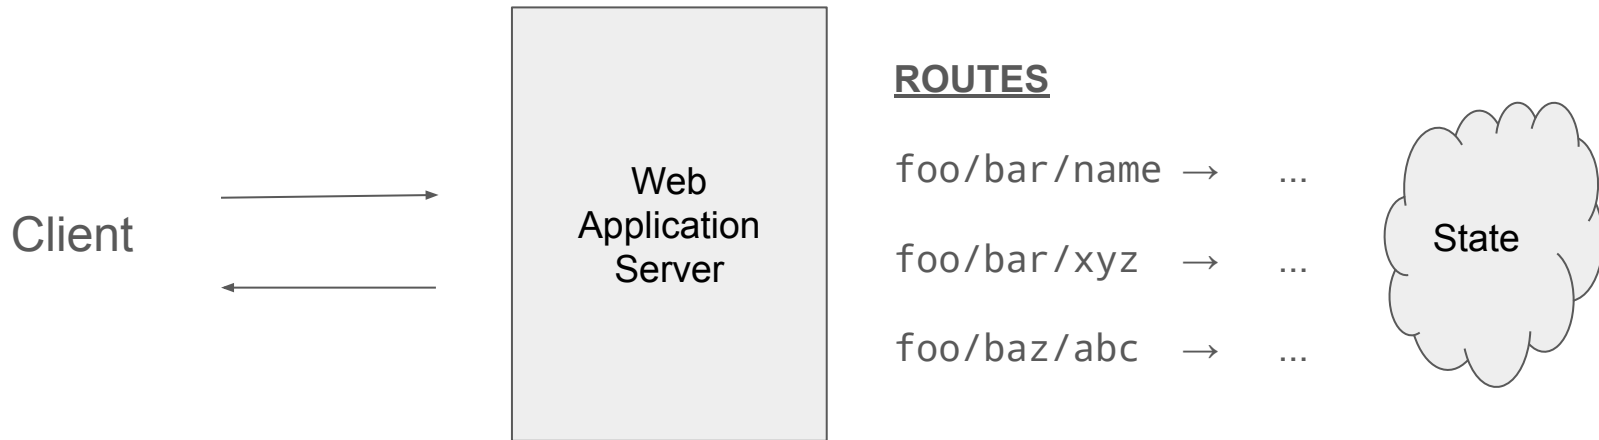 Client
Web
Application
Server
ROUTES
foo/bar/name → ...
foo/bar/xyz → ...
foo/baz/abc → ...
State